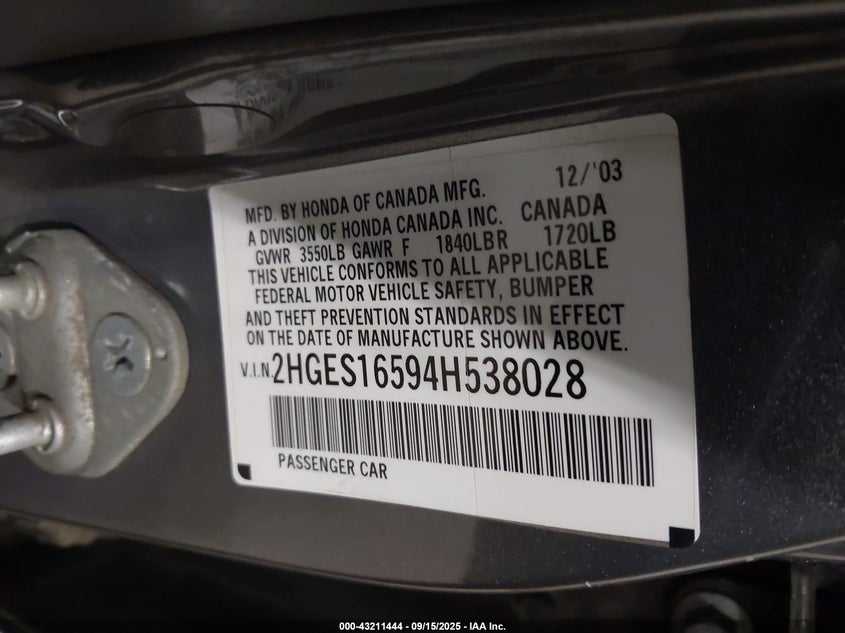 12/'03
MFD. BY HONDA OF CANADA MFG.
A DIVISION OF HONDA CANADA INC. CANADA
GVWR 3550LB GAWR F 1840LB R 1720LB
THIS VEHICLE CONFORMS TO ALL APPLICABLE
FEDERAL MOTOR VEHICLE SAFETY, BUMPER
AND THEFT PREVENTION STANDARDS IN EFFECT
ON THE DATE OF MANUFACTURE SHOWN ABOVE.
V.I.N. 2HGES16594H538028
PASSENGER CAR
000-43211444 - 09/15/2025 - IAA Inc.